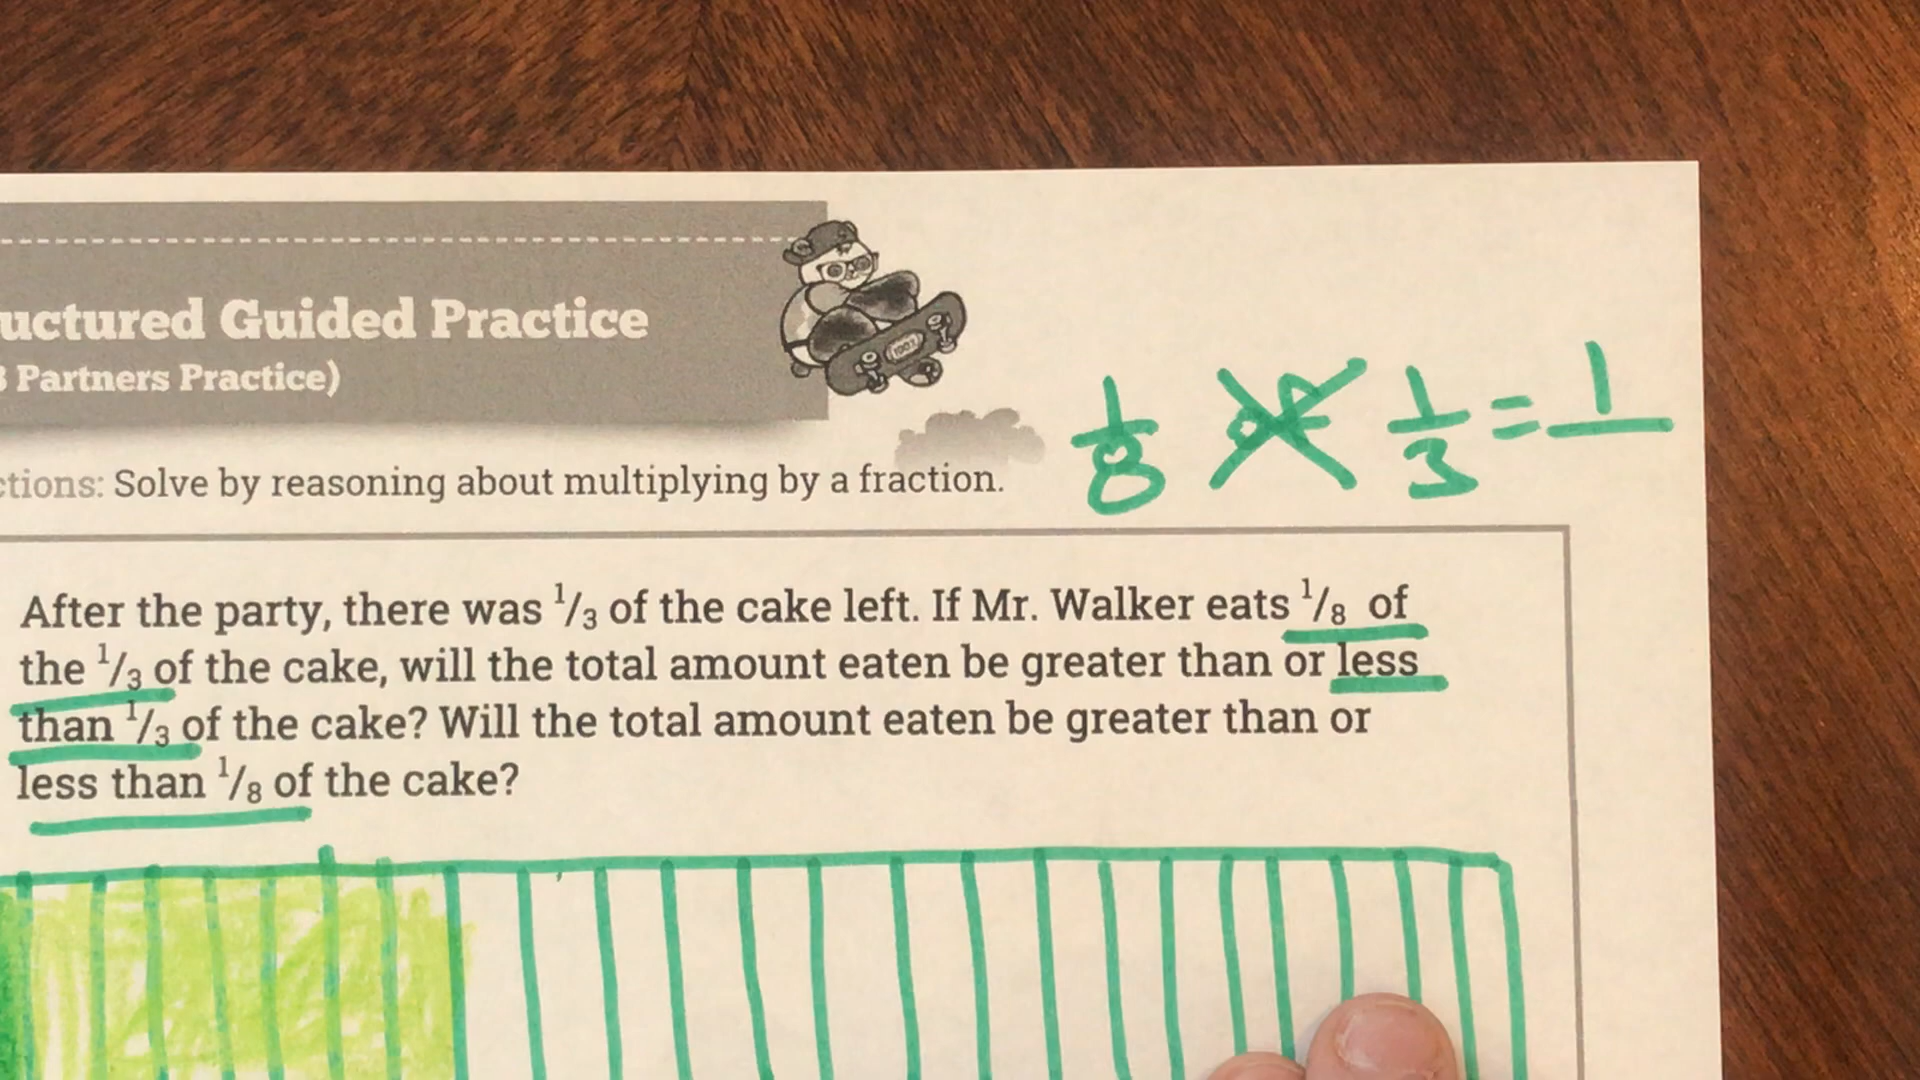 uctured Guided Practice
Partners Practice)
1/8 × 1/3 = 1
ctions: Solve by reasoning about multiplying by a fraction.
After the party, there was 1/3 of the cake left. If Mr. Walker eats 1/8 of
the 1/3 of the cake, will the total amount eaten be greater than or less
than 1/3 of the cake? Will the total amount eaten be greater than or
less than 1/8 of the cake?